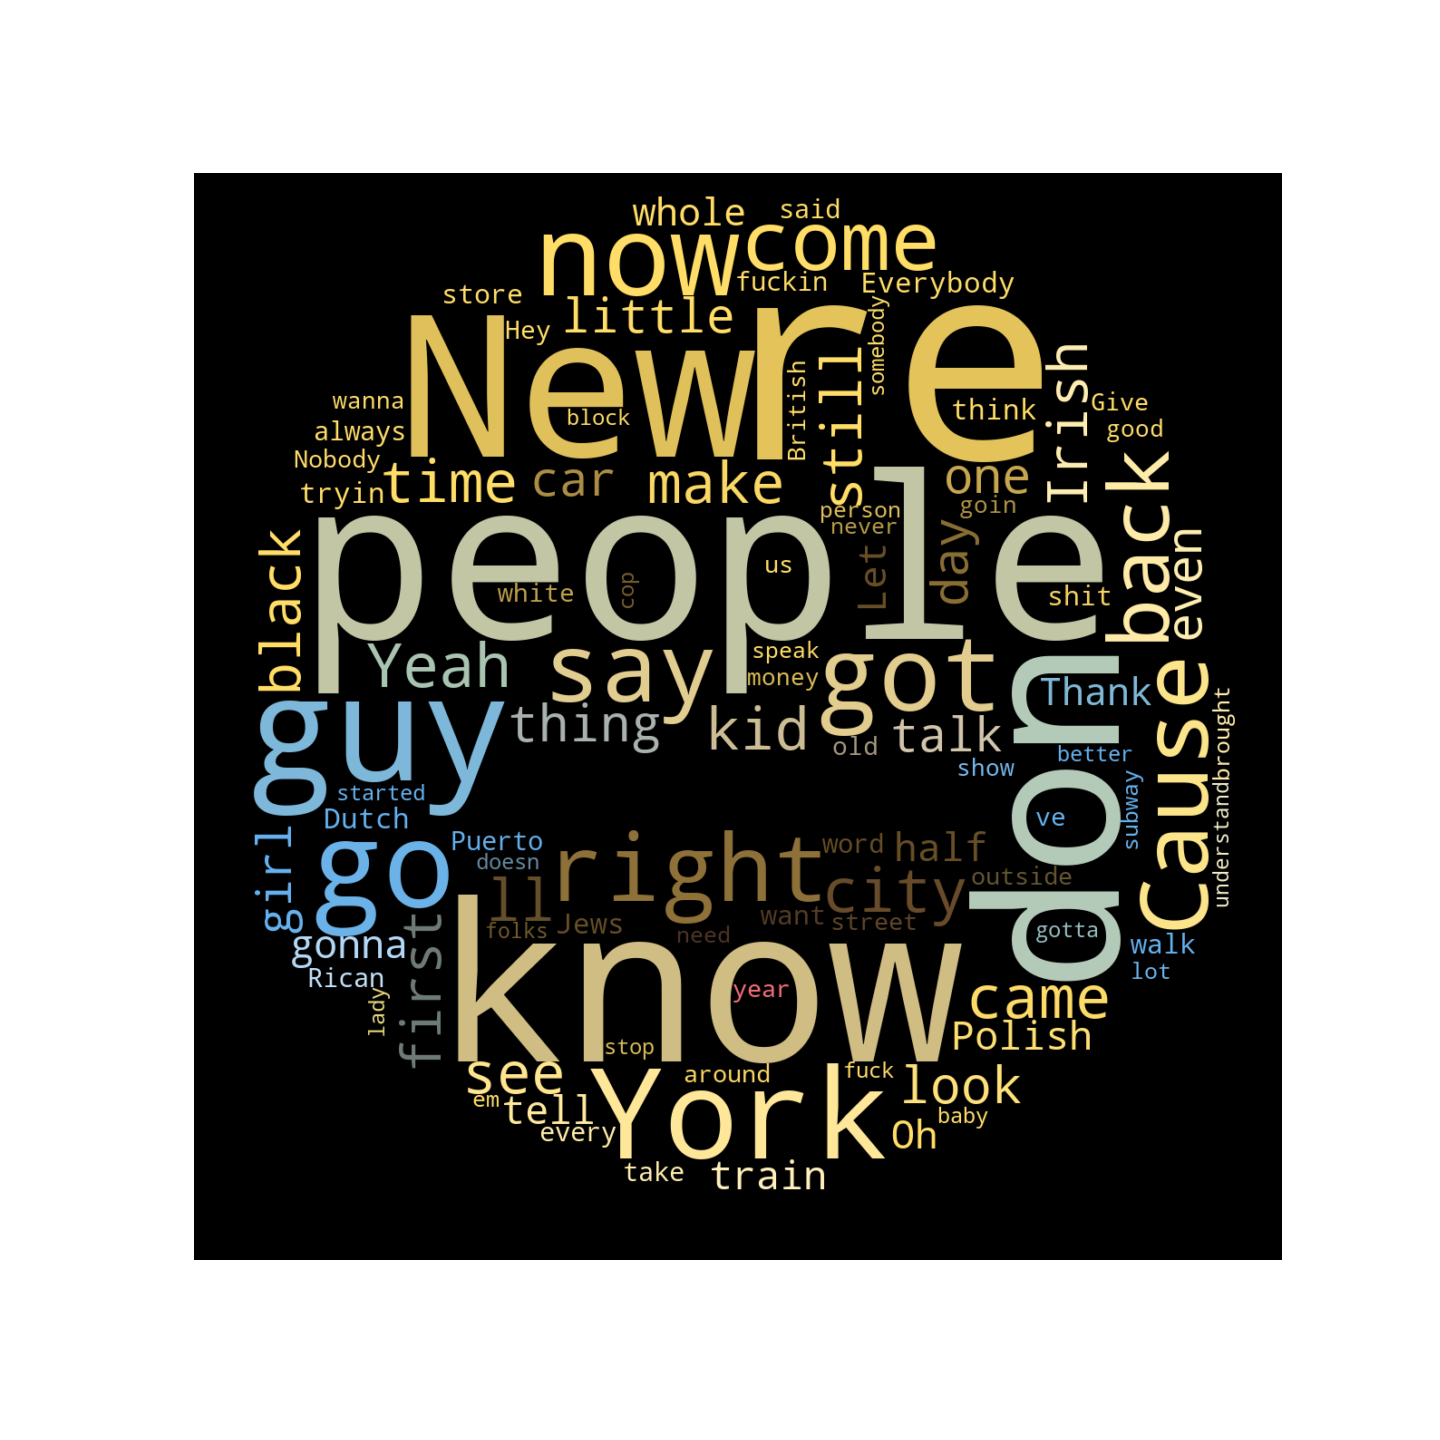 whole
said
now
come
fuckin
Everybody
store
Hey
little
somebody
New
re
block
British
still
think
Irish
wanna
always
Nobody
tryin
Give
good
time
car
make
one
goin
person
never
back
even
black
people
white
cop
us
Let
day
shit
Yeah
say
speak
money
got
don
Thank
Cause
guy
thing
kid
old
talk
show
better
subway
ve
understand
brought
started
Dutch
girl
go
Puerto
doesn
right
word
half
city
outside
ll
folks
Jews
need
want
street
gotta
walk
lot
gonna
Rican
first
lady
know
year
came
Polish
stop
see
around
fuck
look
em
tell
every
York
Oh
baby
take
train